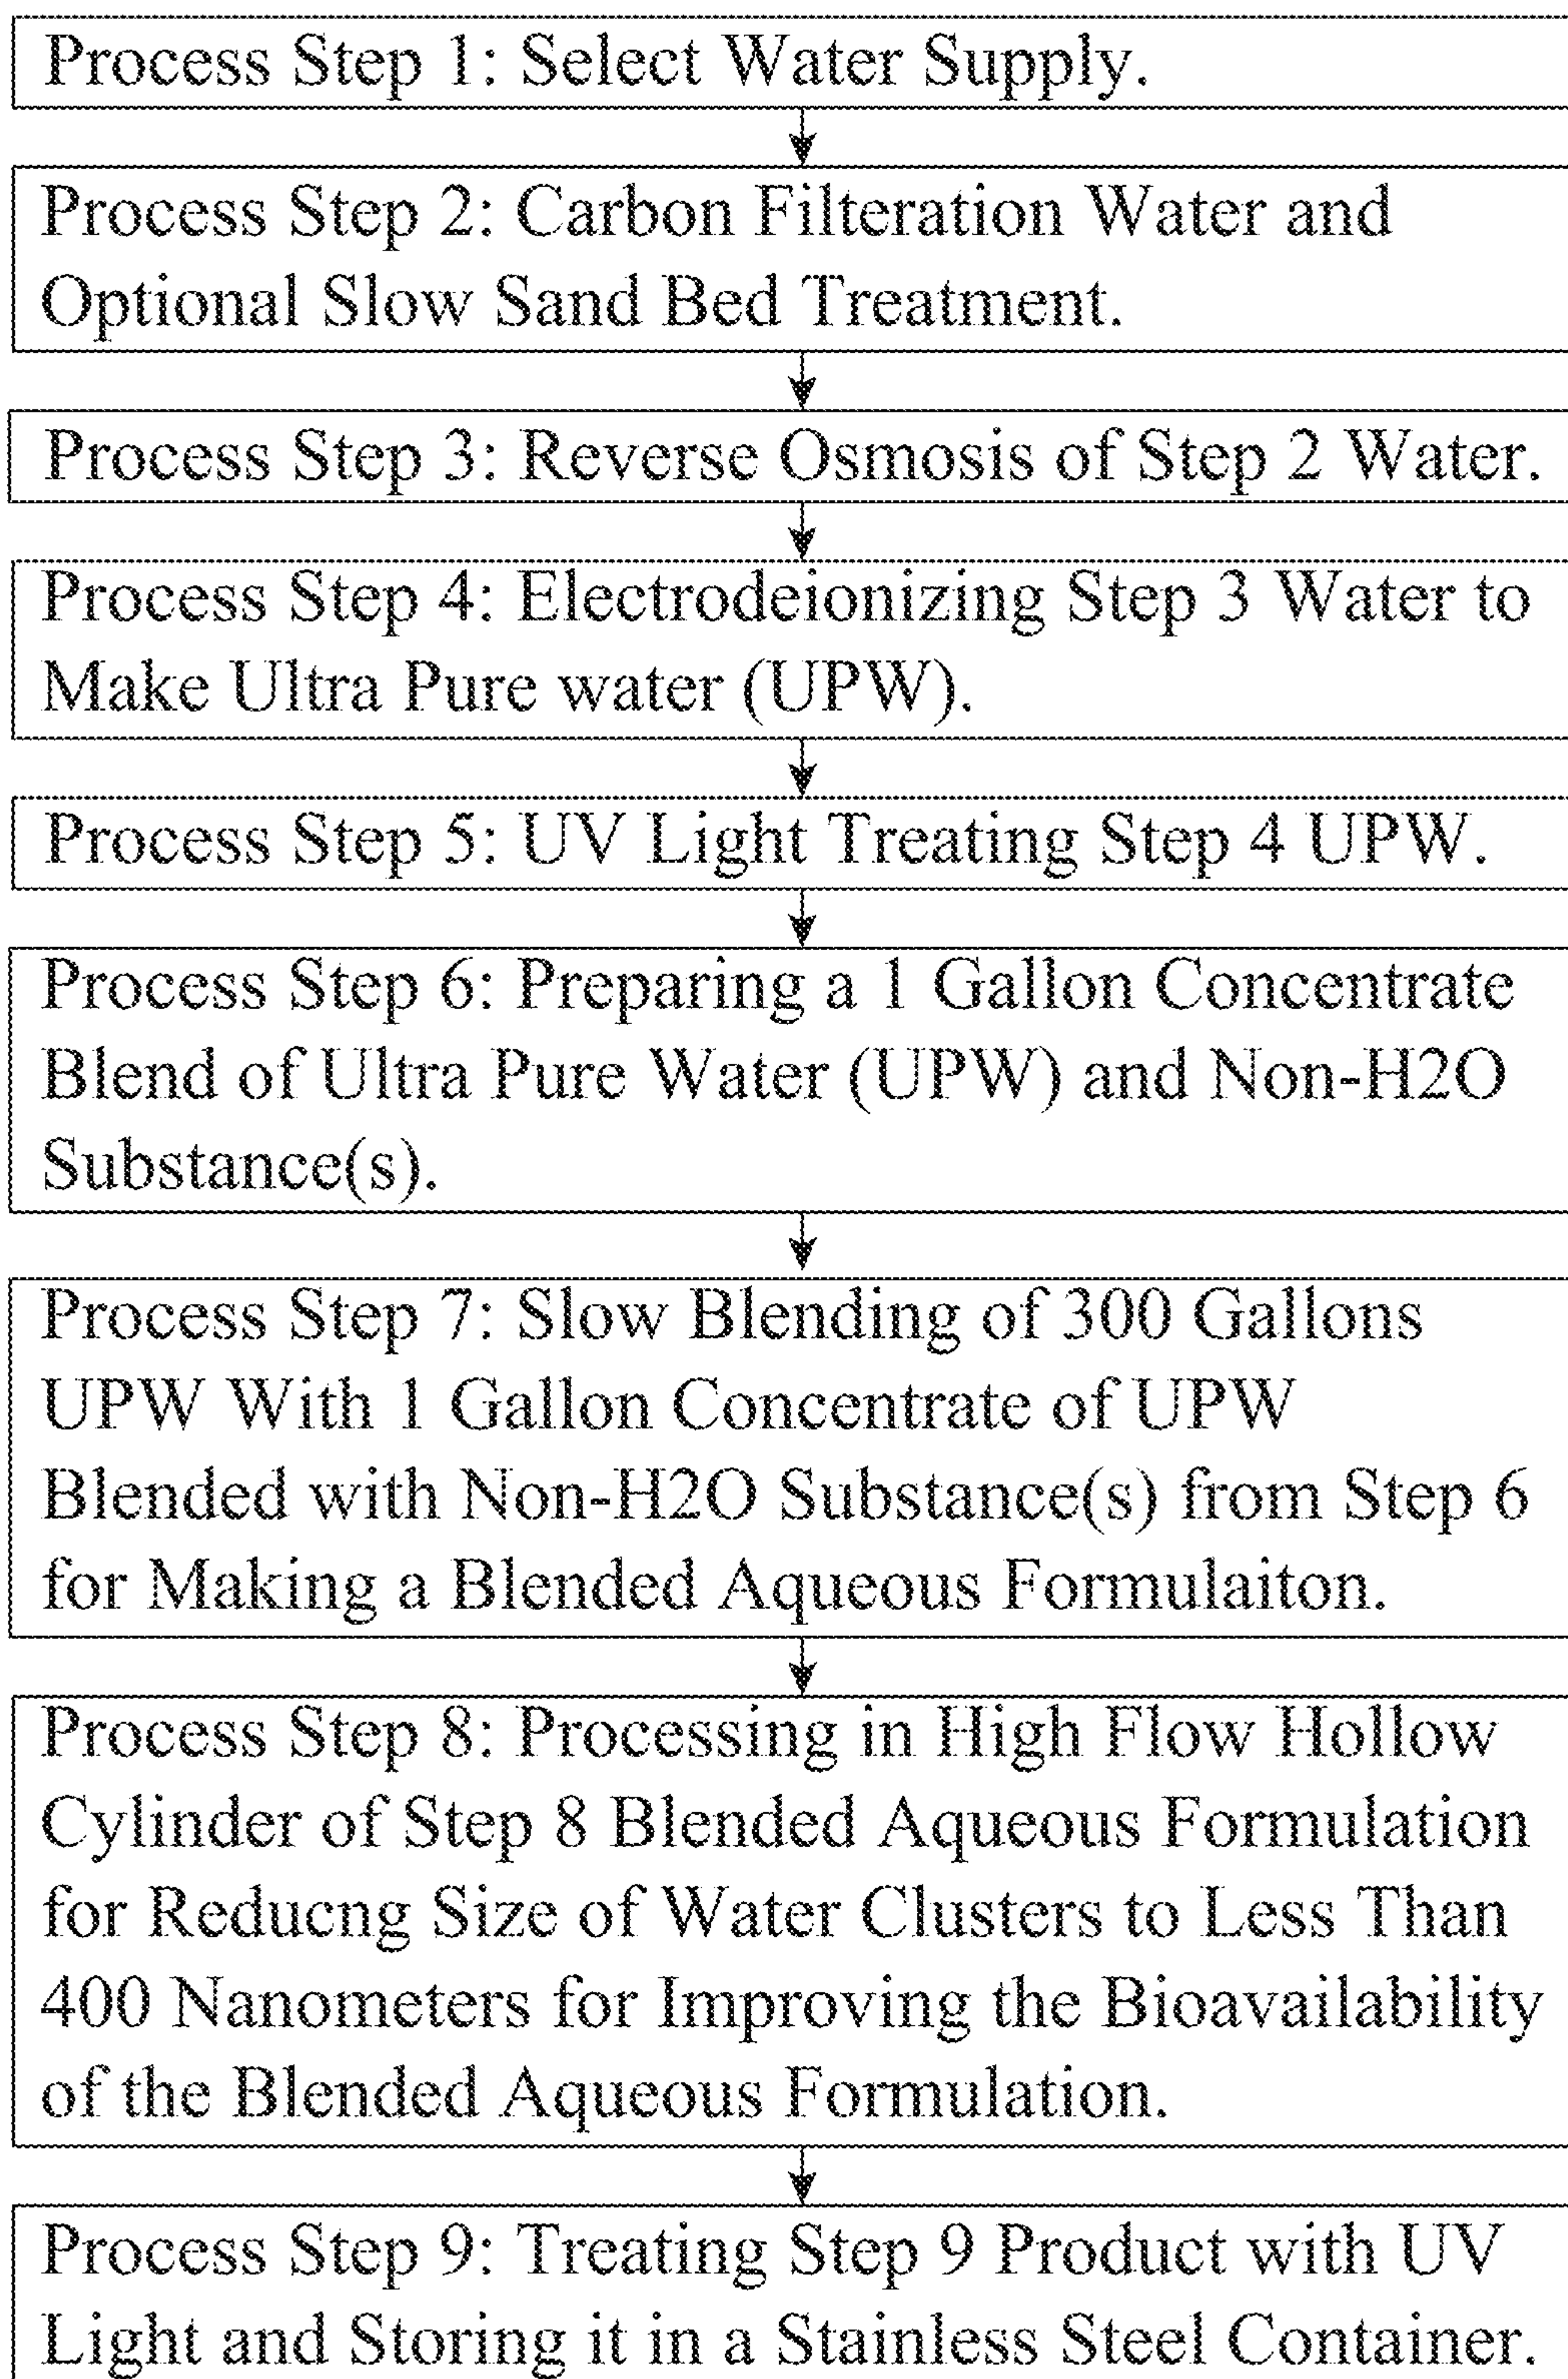 Process Step 1: Select Water Supply.
Process Step 2: Carbon Filteration Water and
Optional Slow Sand Bed Treatment.
Process Step 3: Reverse Osmosis of Step 2 Water.
Process Step 4: Electrodeionizing Step 3 Water to
Make Ultra Pure water (UPW).
Process Step 5: UV Light Treating Step 4 UPW.
Process Step 6: Preparing a 1 Gallon Concentrate
Blend of Ultra Pure Water (UPW) and Non-H2O
Substance(s).
Process Step 7: Slow Blending of 300 Gallons
UPW With 1 Gallon Concentrate of UPW
Blended with Non-H2O Substance(s) from Step 6
for Making a Blended Aqueous Formulaiton.
Process Step 8: Processing in High Flow Hollow
Cylinder of Step 8 Blended Aqueous Formulation
for Reducng Size of Water Clusters to Less Than
400 Nanometers for Improving the Bioavailability
of the Blended Aqueous Formulation.
Process Step 9: Treating Step 9 Product with UV
Light and Storing it in a Stainless Steel Container.